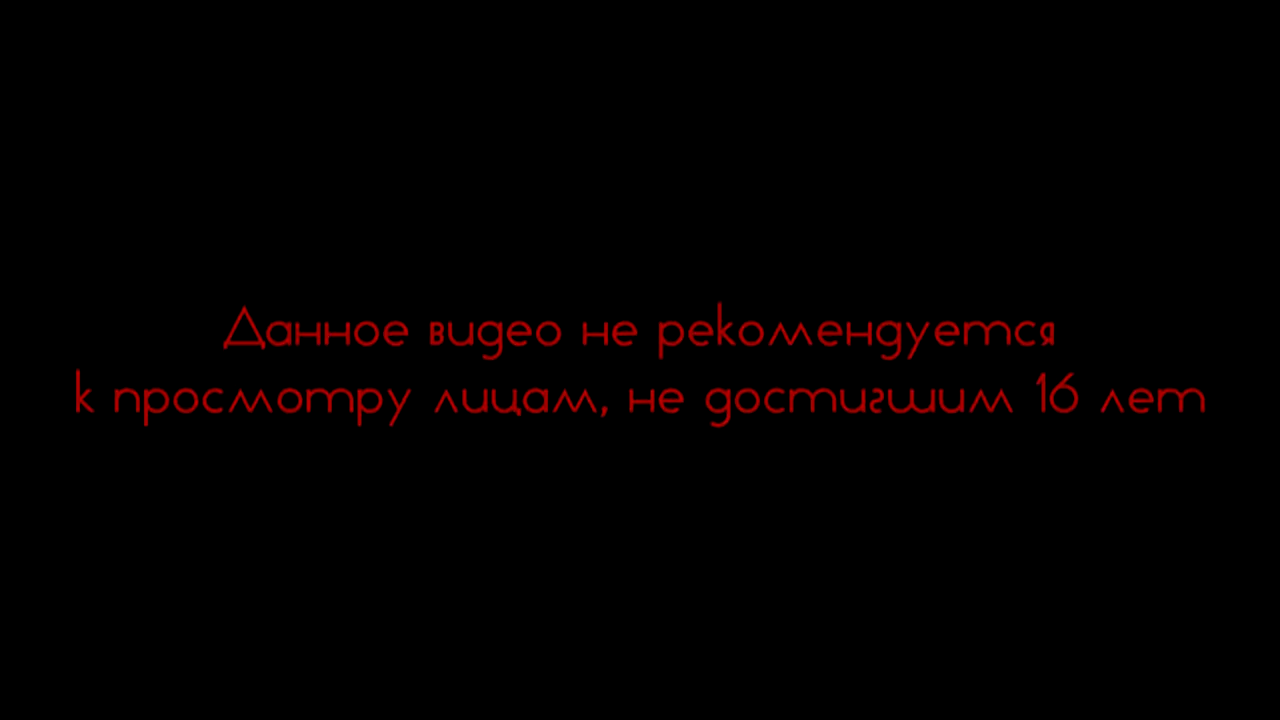 Данное видео не рекомендуется
к просмотру лицам, не достигшим 16 лет